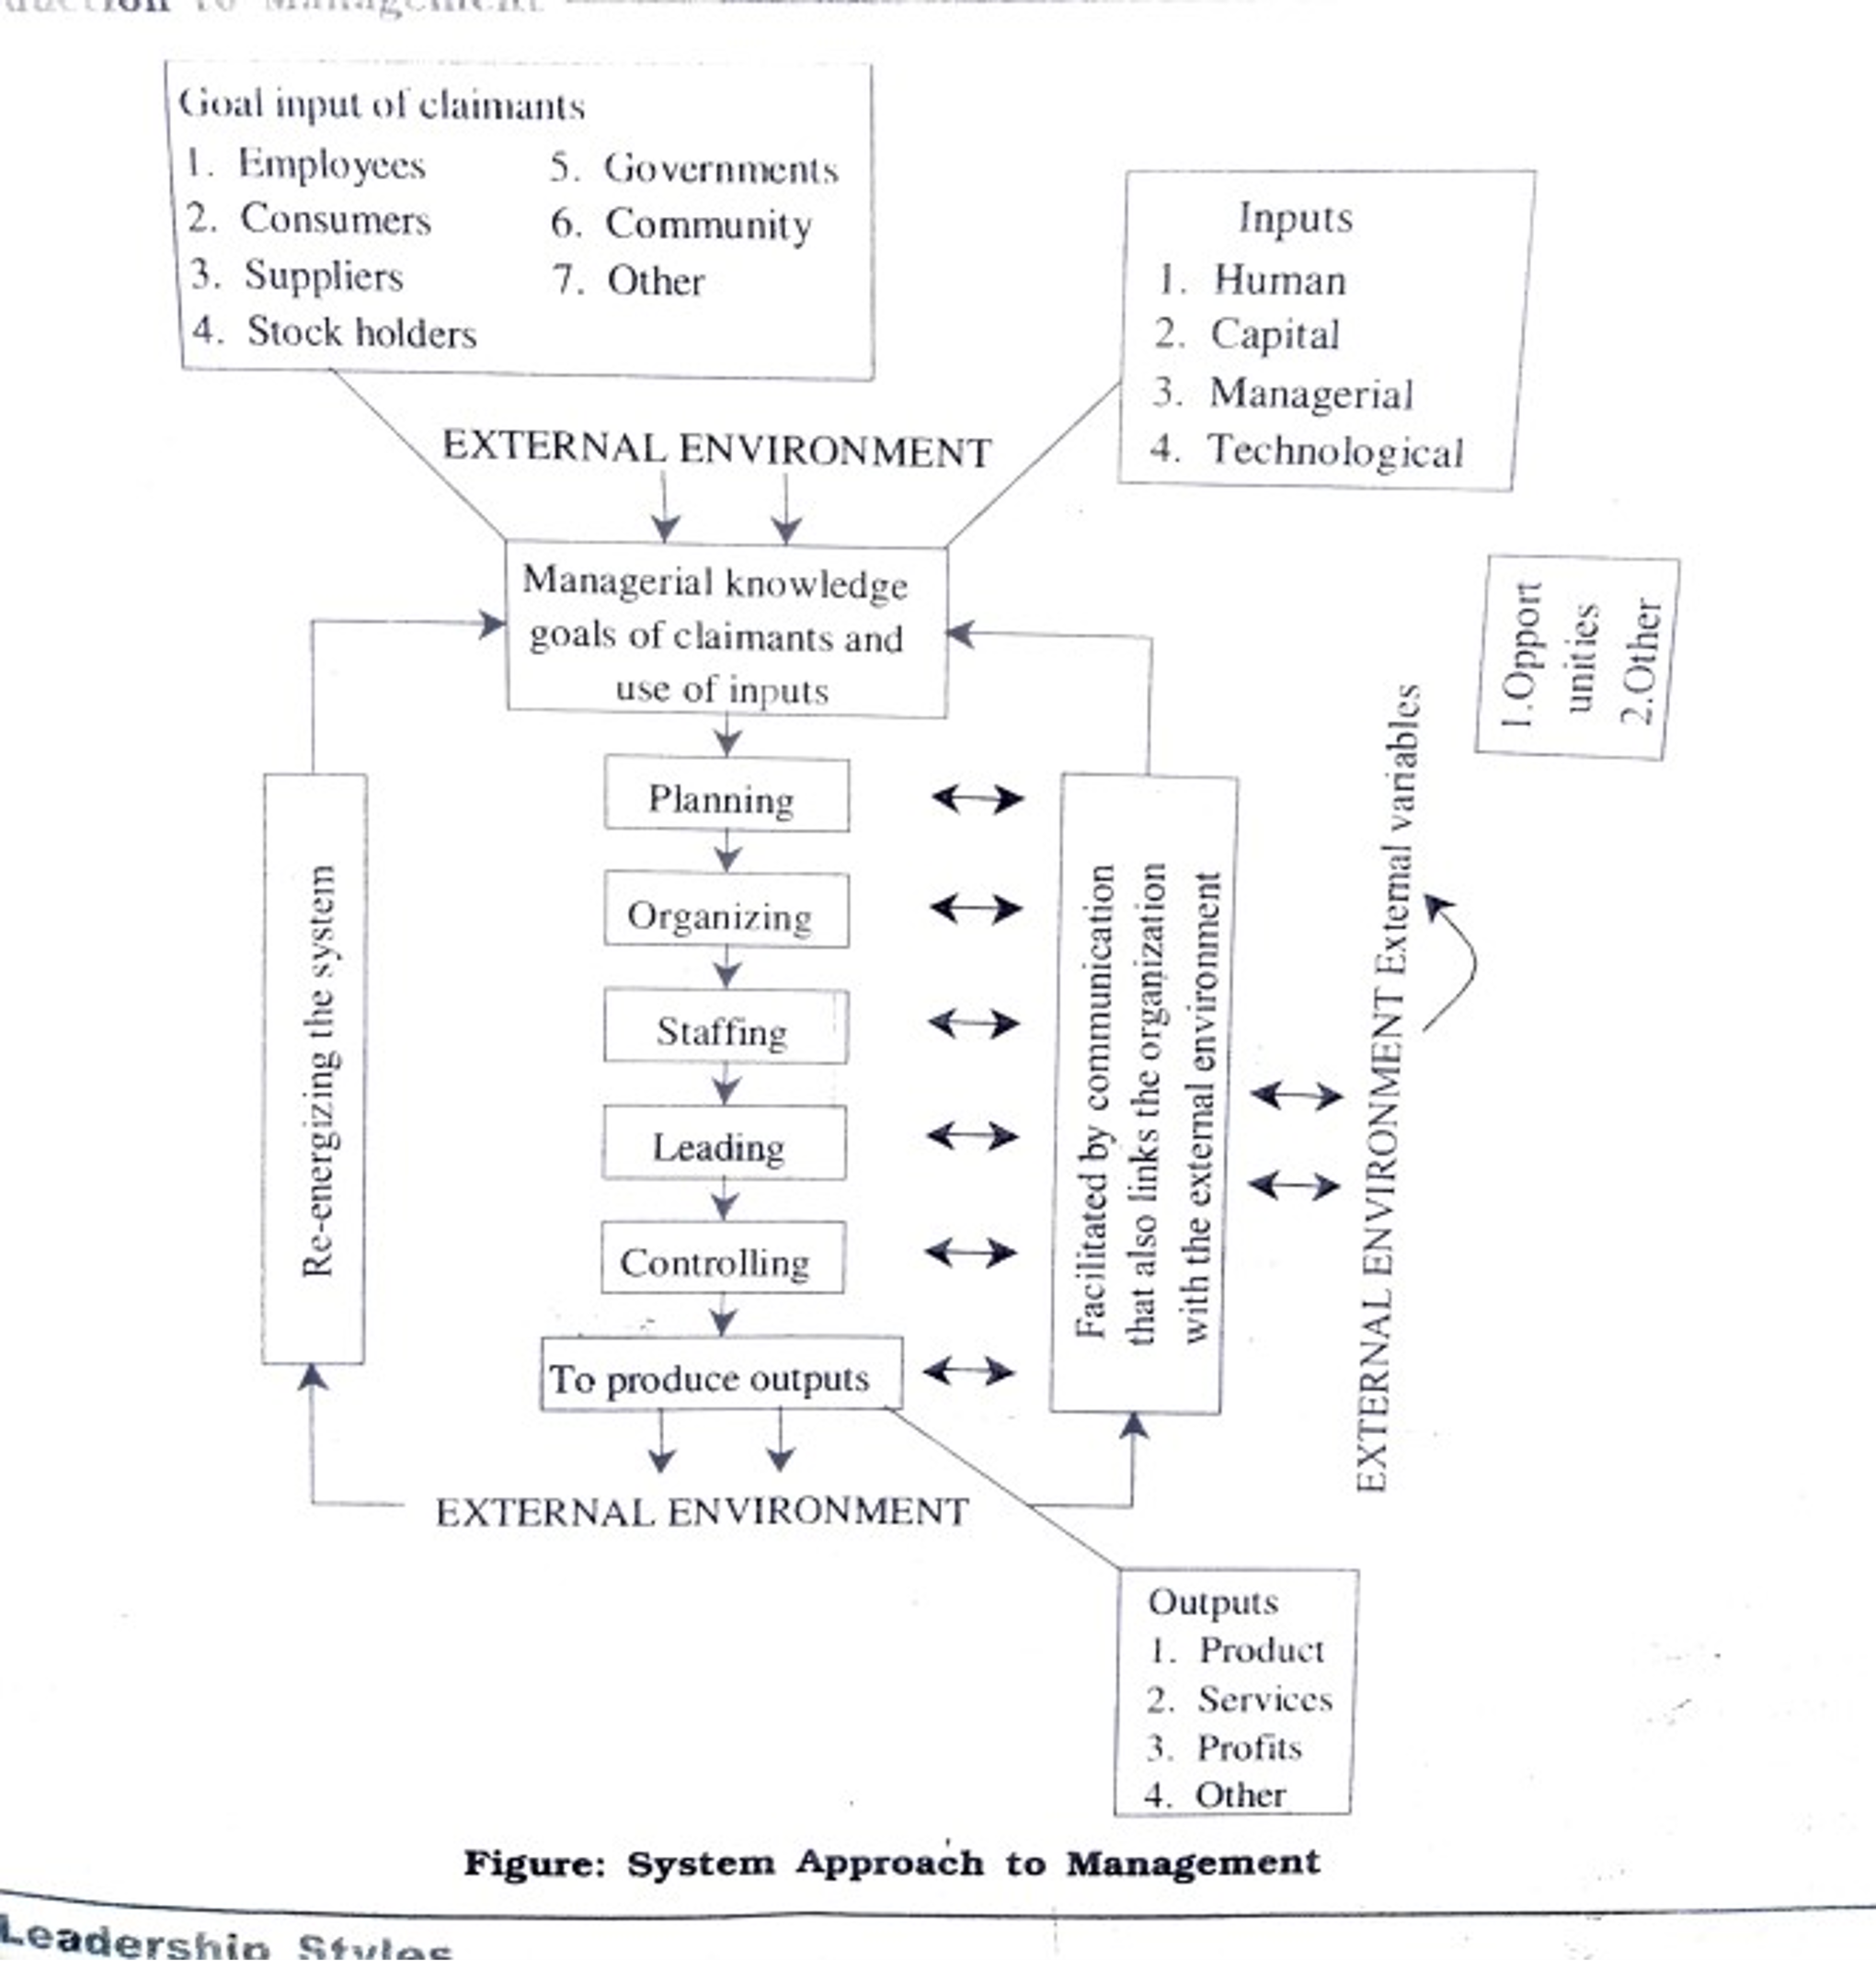 to Management
Goal input of claimants
1. Employees
2. Consumers
3. Suppliers
4. Stock holders
5. Governments
6. Community
7. Other
Inputs
1. Human
2. Capital
3. Managerial
4. Technological
EXTERNAL ENVIRONMENT
Managerial knowledge
goals of claimants and
use of inputs
1.Opport
unities
2.Other
Planning
Organizing
Staffing
Leading
Controlling
To produce outputs
Re-energizing the system
Facilitated by communication
that also links the organization
with the external environment
EXTERNAL ENVIRONMENT External variables
EXTERNAL ENVIRONMENT
Outputs
1. Product
2. Services
3. Profits
4. Other
Figure: System Approach to Management
Leadership Styles